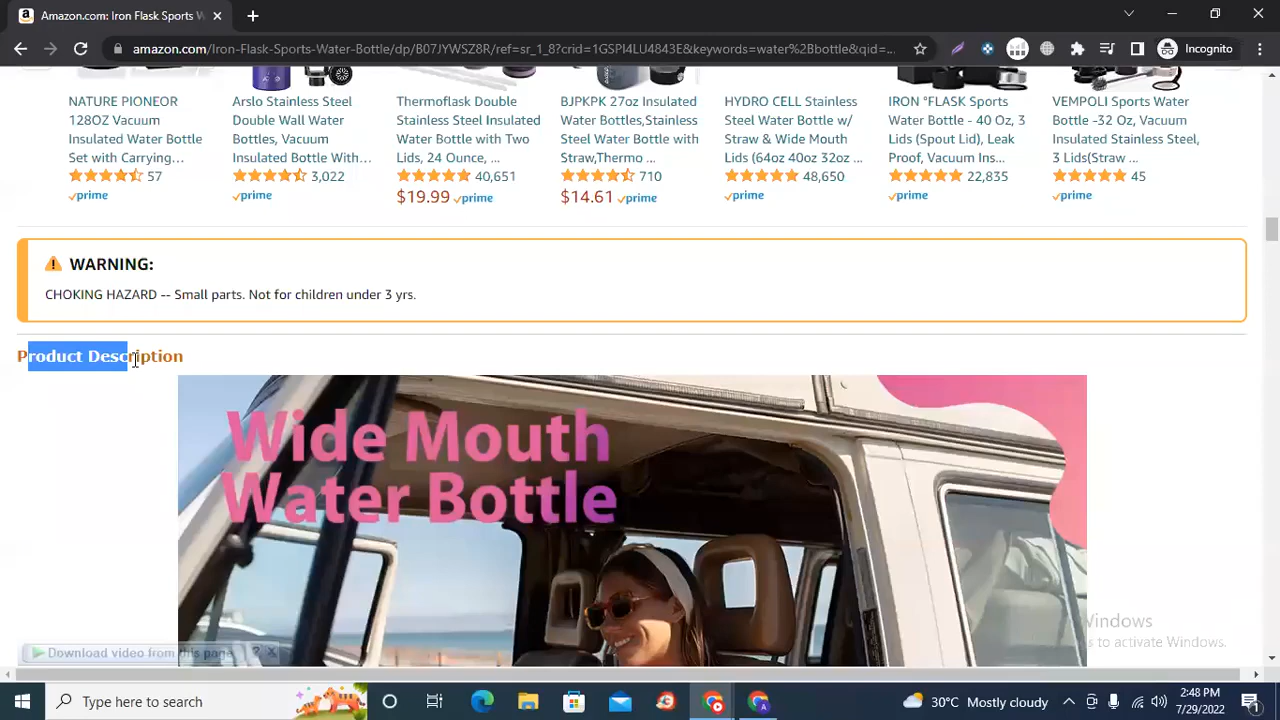 Amazon.com: Iron Flask Sports W
amazon.com/Iron-Flask-Sports-Water-Bottle/dp/B07JYWSZ8R/ref=sr_1_8?crid=1GSPI4LU4843E&keywords=water%2Bbottle&qid=...
Incognito
NATURE PIONEOR
128OZ Vacuum
Insulated Water Bottle
Set with Carrying...
57
prime
Arslo Stainless Steel
Double Wall Water
Bottles, Vacuum
Insulated Bottle With...
3,022
prime
Thermoflask Double
Stainless Steel Insulated
Water Bottle with Two
Lids, 24 Ounce, ...
40,651
$19.99 prime
BJPKPK 27oz Insulated
Water Bottles,Stainless
Steel Water Bottle with
Straw,Thermo ...
710
$14.61 prime
HYDRO CELL Stainless
Steel Water Bottle w/
Straw & Wide Mouth
Lids (64oz 40oz 32oz ...
48,650
prime
IRON °FLASK Sports
Water Bottle - 40 Oz, 3
Lids (Spout Lid), Leak
Proof, Vacuum Ins...
22,835
prime
VEMPOLI Sports Water
Bottle -32 Oz, Vacuum
Insulated Stainless Steel,
3 Lids(Straw ...
45
prime
WARNING:
CHOKING HAZARD -- Small parts. Not for children under 3 yrs.
Product Description
Wide Mouth
Water Bottle
Windows
s to activate Windows.
Download video from this page ? x
Type here to search
30°C Mostly cloudy
2:48 PM
7/29/2022
1